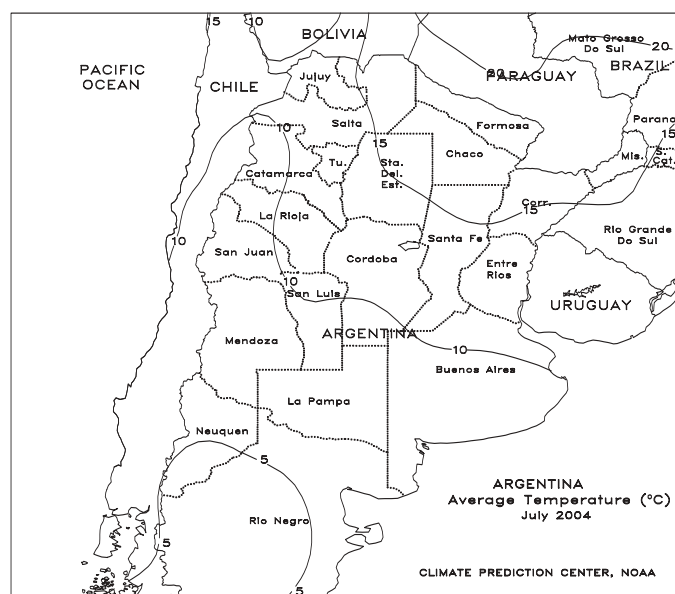 15
10
BOLIVIA
Mato Grosso
Do Sul
20
PACIFIC
OCEAN
CHILE
Jujuy
20
PARAGUAY
BRAZIL
Salta
10
Formosa
Parana
15
15
Catamarca
Tu.
Sta.
Del.
Est.
Chaco
Mis.
S.
Cat.
La Rioja
Corr.
15
10
San Juan
Cordoba
Santa Fe
Entre
Rios
Rio Grande
Do Sul
10
San Luis
URUGUAY
Mendoza
ARGENTINA
10
Buenos Aires
La Pampa
Neuquen
5
ARGENTINA
Average Temperature (°C)
July 2004
Rio Negro
5
CLIMATE PREDICTION CENTER, NOAA
5